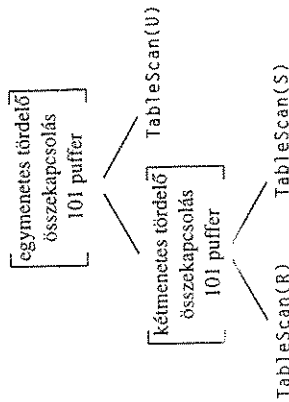 egymenetes tördelő
összekapcsolás
101 puffer
TableScan(U)
kétmenetes tördelő
összekapcsolás
101 puffer
TableScan(R)
TableScan(S)